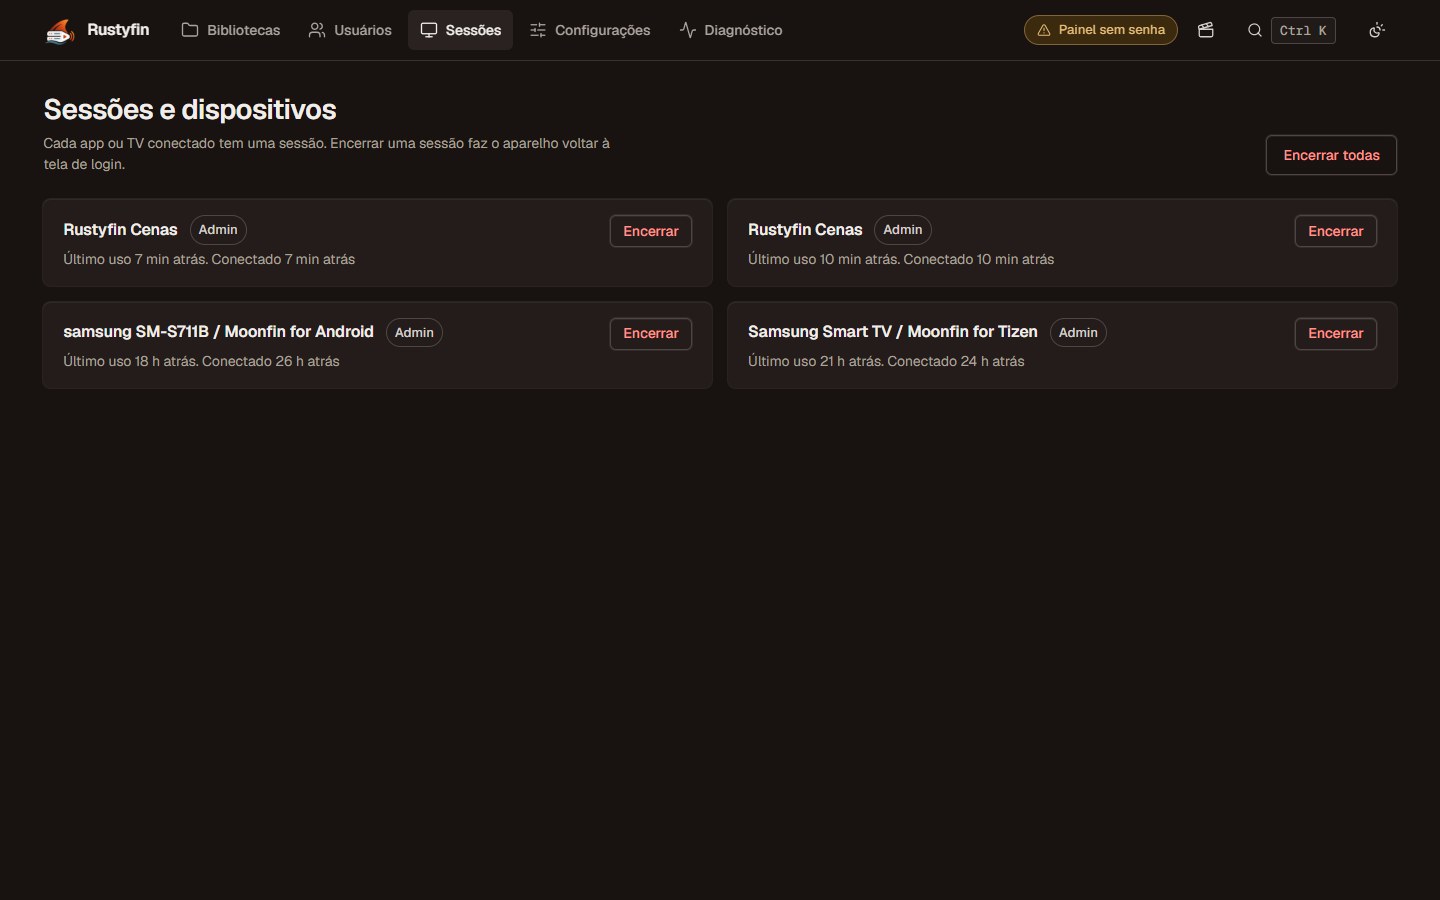 Rustyfin
Bibliotecas
Usuários
Sessões
Configurações
Diagnóstico
Painel sem senha
Ctrl K
Sessões e dispositivos
Cada app ou TV conectado tem uma sessão. Encerrar uma sessão faz o aparelho voltar à
tela de login.
Encerrar todas
Rustyfin Cenas
Admin
Encerrar
Último uso 7 min atrás. Conectado 7 min atrás
Rustyfin Cenas
Admin
Encerrar
Último uso 10 min atrás. Conectado 10 min atrás
samsung SM-S711B / Moonfin for Android
Admin
Encerrar
Último uso 18 h atrás. Conectado 26 h atrás
Samsung Smart TV / Moonfin for Tizen
Admin
Encerrar
Último uso 21 h atrás. Conectado 24 h atrás